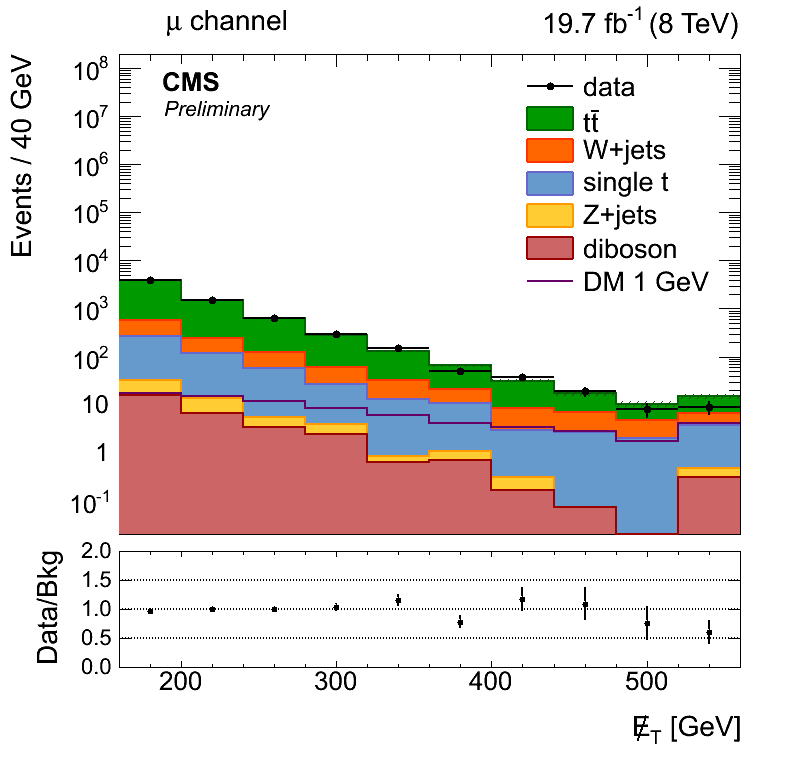 μ channel 19.7 fb⁻¹ (8 TeV)
CMS
Preliminary
data
tt̄
W+jets
single t
Z+jets
diboson
DM 1 GeV
Events / 40 GeV
10⁸
10⁷
10⁶
10⁵
10⁴
10³
10²
10
1
10⁻¹
Data/Bkg
2.0
1.5
1.0
0.5
0.0
200 300 400 500
E̸_T [GeV]